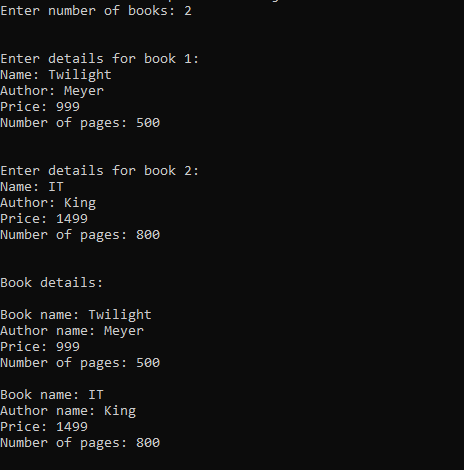 Enter number of books: 2
Enter details for book 1:
Name: Twilight
Author: Meyer
Price: 999
Number of pages: 500
Enter details for book 2:
Name: IT
Author: King
Price: 1499
Number of pages: 800
Book details:
Book name: Twilight
Author name: Meyer
Price: 999
Number of pages: 500
Book name: IT
Author name: King
Price: 1499
Number of pages: 800